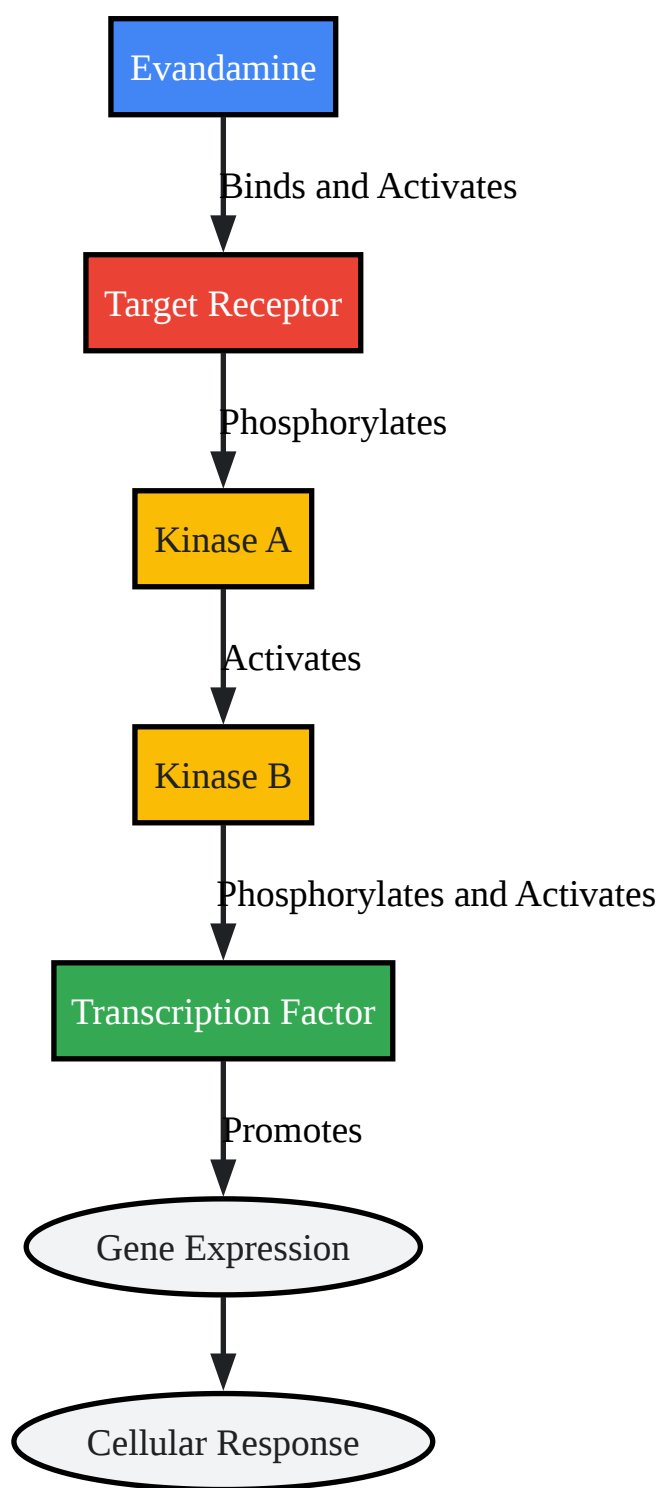 Evandamine
Binds and Activates
Target Receptor
Phosphorylates
Kinase A
Activates
Kinase B
Phosphorylates and Activates
Transcription Factor
Promotes
Gene Expression
Cellular Response